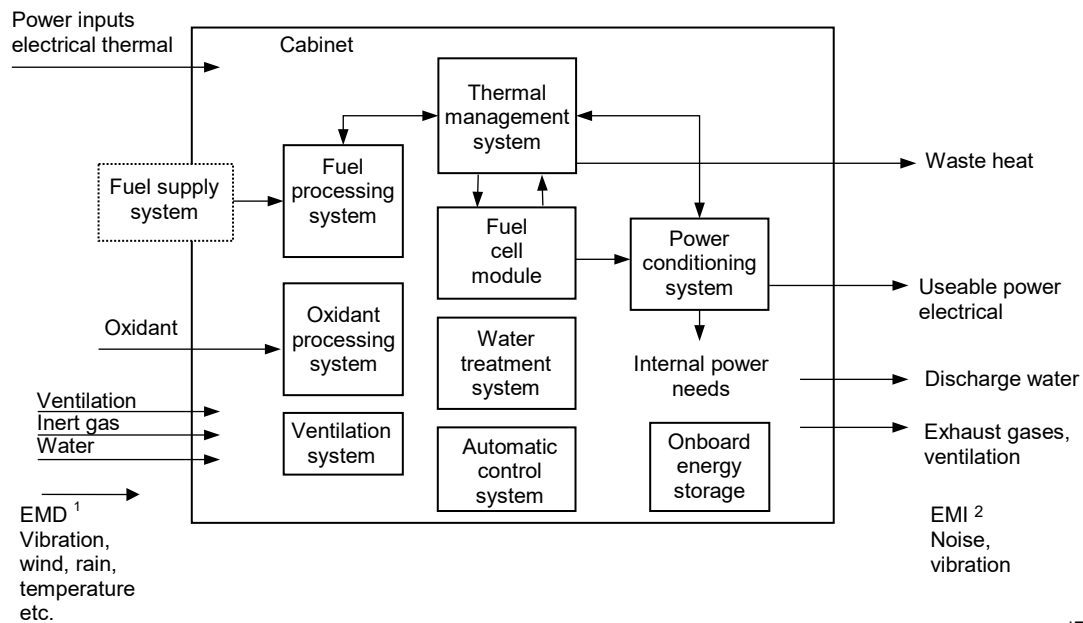 Power inputs
electrical thermal
Cabinet
Thermal
management
system
Fuel supply
system
Fuel
processing
system
Waste heat
Fuel
cell
module
Power
conditioning
system
Useable power
electrical
Oxidant
Oxidant
processing
system
Water
treatment
system
Internal power
needs
Discharge water
Ventilation
Inert gas
Water
Ventilation
system
Automatic
control
system
Onboard
energy
storage
Exhaust gases,
ventilation
EMD 1
Vibration,
wind, rain,
temperature
etc.
EMI 2
Noise,
vibration